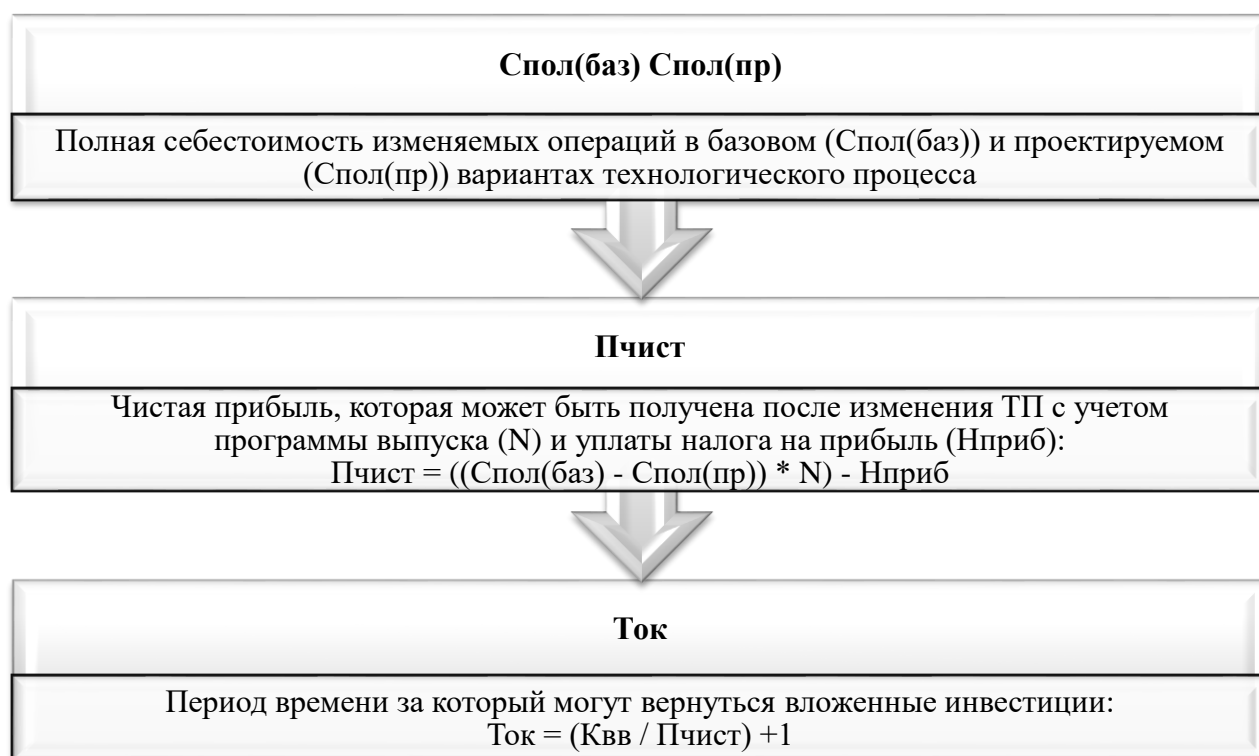 Спол(баз) Спол(пр)
Полная себестоимость изменяемых операций в базовом (Спол(баз)) и проектируемом
(Спол(пр)) вариантах технологического процесса
Пчист
Чистая прибыль, которая может быть получена после изменения ТП с учетом
программы выпуска (N) и уплаты налога на прибыль (Нприб):
Пчист = ((Спол(баз) - Спол(пр)) * N) - Нприб
Ток
Период времени за который могут вернуться вложенные инвестиции:
Ток = (Квв / Пчист) +1